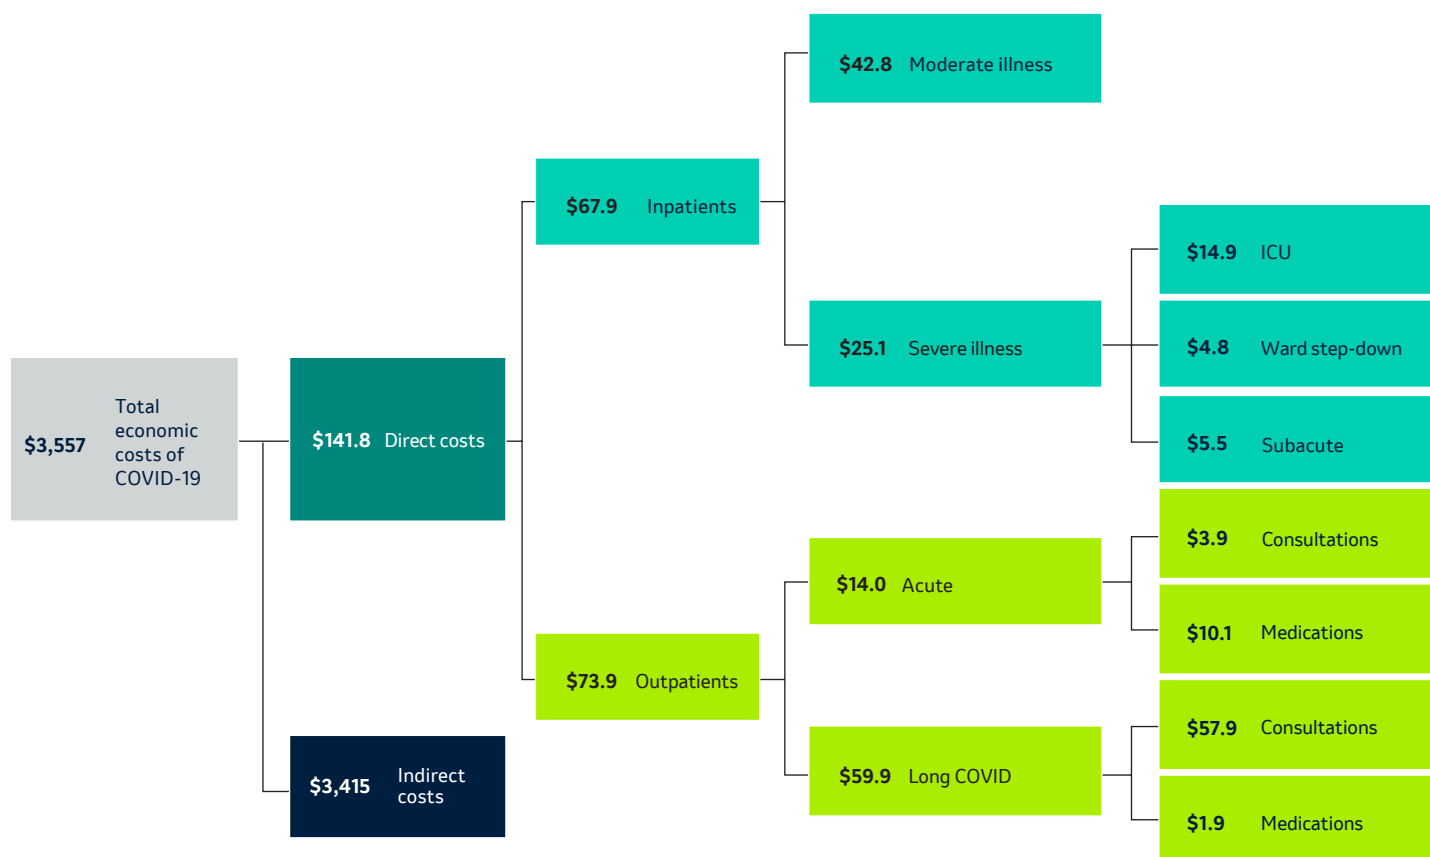 $3,557 Total
economic
costs of
COVID-19
$141.8 Direct costs
$3,415 Indirect
costs
$67.9 Inpatients
$73.9 Outpatients
$42.8 Moderate illness
$25.1 Severe illness
$14.0 Acute
$59.9 Long COVID
$14.9 ICU
$4.8 Ward step-down
$5.5 Subacute
$3.9 Consultations
$10.1 Medications
$57.9 Consultations
$1.9 Medications